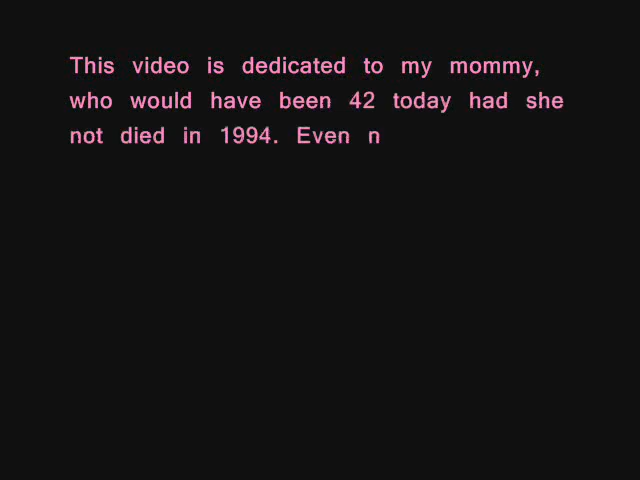 This video is dedicated to my mommy,
who would have been 42 today had she
not died in 1994. Even n